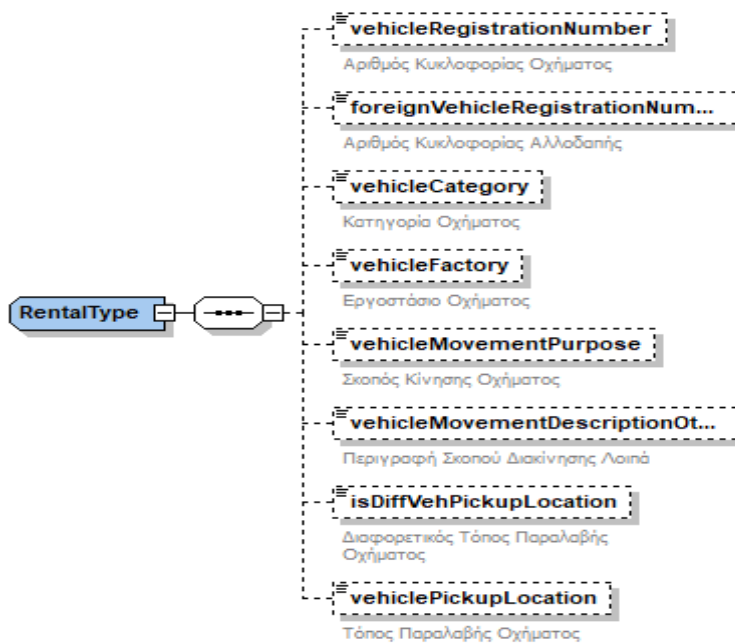 vehicleRegistrationNumber
Αριθμός Κυκλοφορίας Οχήματος
foreignVehicleRegistrationNum...
Αριθμός Κυκλοφορίας Αλλοδαπής
vehicleCategory
Κατηγορία Οχήματος
vehicleFactory
Εργοστάσιο Οχήματος
RentalType
vehicleMovementPurpose
Σκοπός Κίνησης Οχήματος
vehicleMovementDescriptionOt...
Περιγραφή Σκοπού Διακίνησης Λοιπά
isDiffVehPickupLocation
Διαφορετικός Τόπος Παραλαβής
Οχήματος
vehiclePickupLocation
Τόπος Παραλαβής Οχήματος